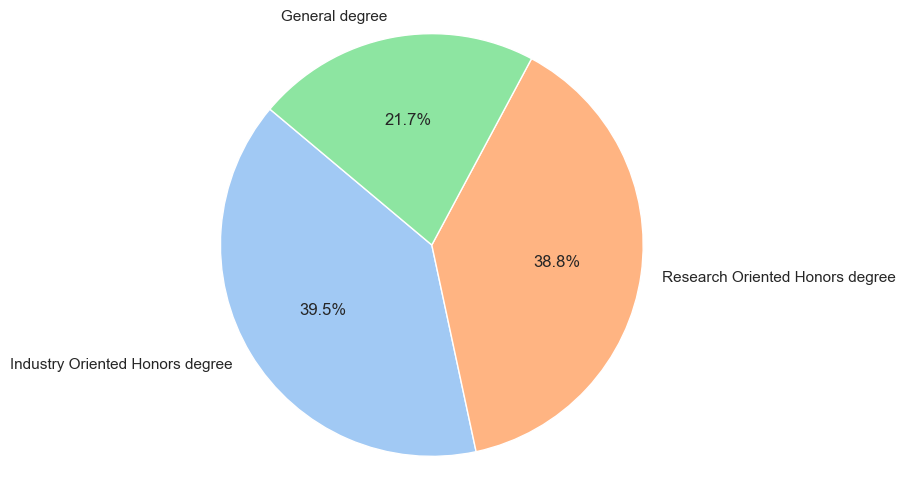 General degree
21.7%
38.8%
Research Oriented Honors degree
39.5%
Industry Oriented Honors degree